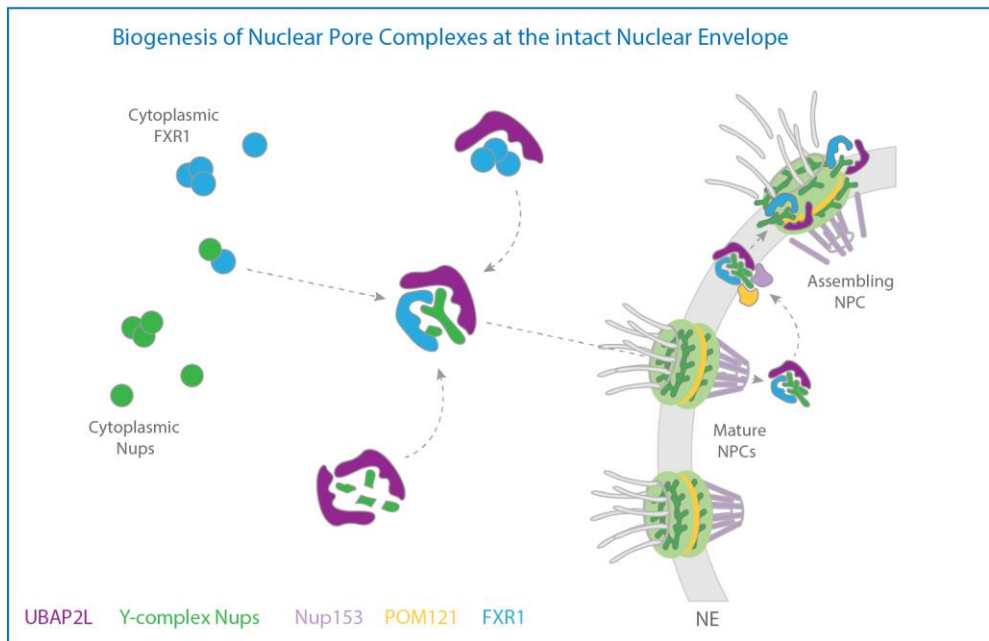 Biogenesis of Nuclear Pore Complexes at the intact Nuclear Envelope
Cytoplasmic
FXR1
Assembling
NPC
Cytoplasmic
Nups
Mature
NPCs
UBAP2L Y-complex Nups Nup153 POM121 FXR1
NE